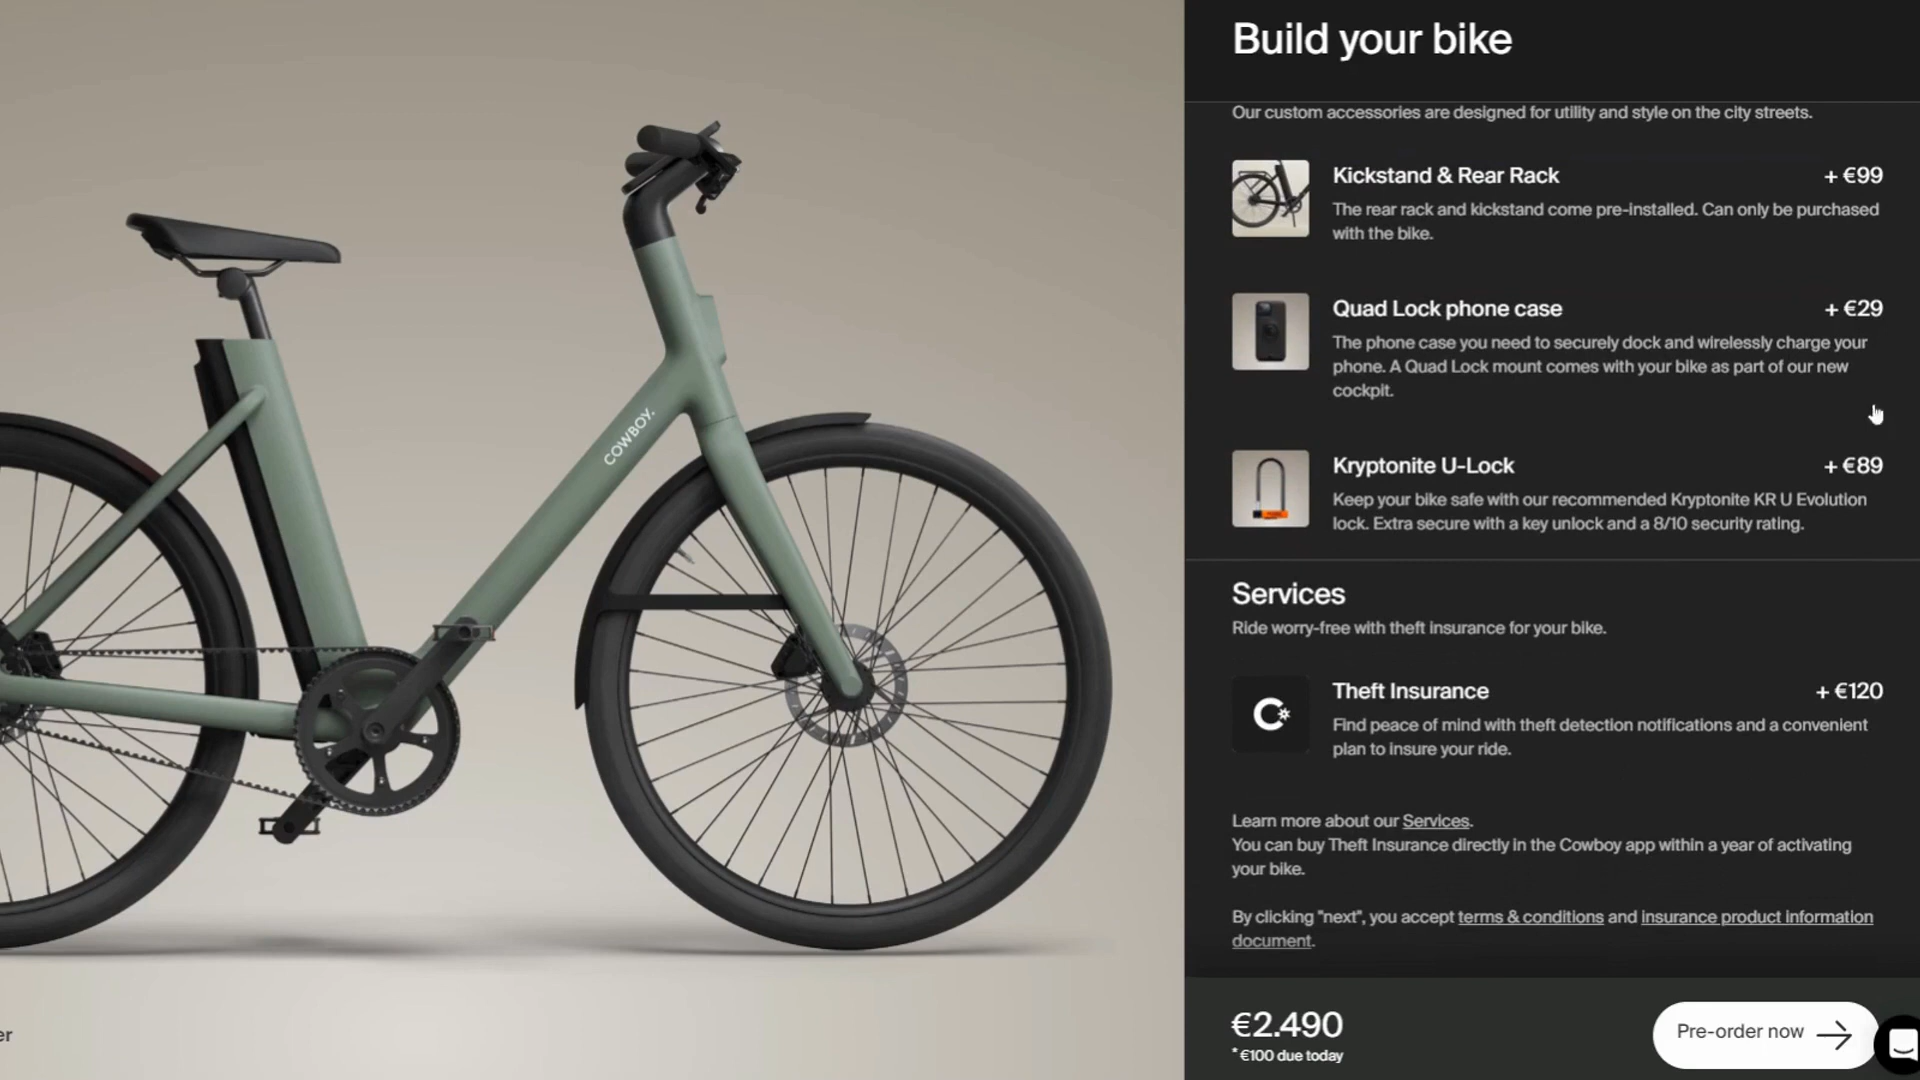 Build your bike
Our custom accessories are designed for utility and style on the city streets.
Kickstand & Rear Rack + €99
The rear rack and kickstand come pre-installed. Can only be purchased
with the bike.
Quad Lock phone case + €29
The phone case you need to securely dock and wirelessly charge your
phone. A Quad Lock mount comes with your bike as part of our new
cockpit.
Kryptonite U-Lock + €89
Keep your bike safe with our recommended Kryptonite KR U Evolution
lock. Extra secure with a key unlock and a 8/10 security rating.
Services
Ride worry-free with theft insurance for your bike.
Theft Insurance + €120
Find peace of mind with theft detection notifications and a convenient
plan to insure your ride.
Learn more about our Services.
You can buy Theft Insurance directly in the Cowboy app within a year of activating
your bike.
By clicking "next", you accept terms & conditions and insurance product information
document.
€2.490
*€100 due today
Pre-order now
COWBOY.
er